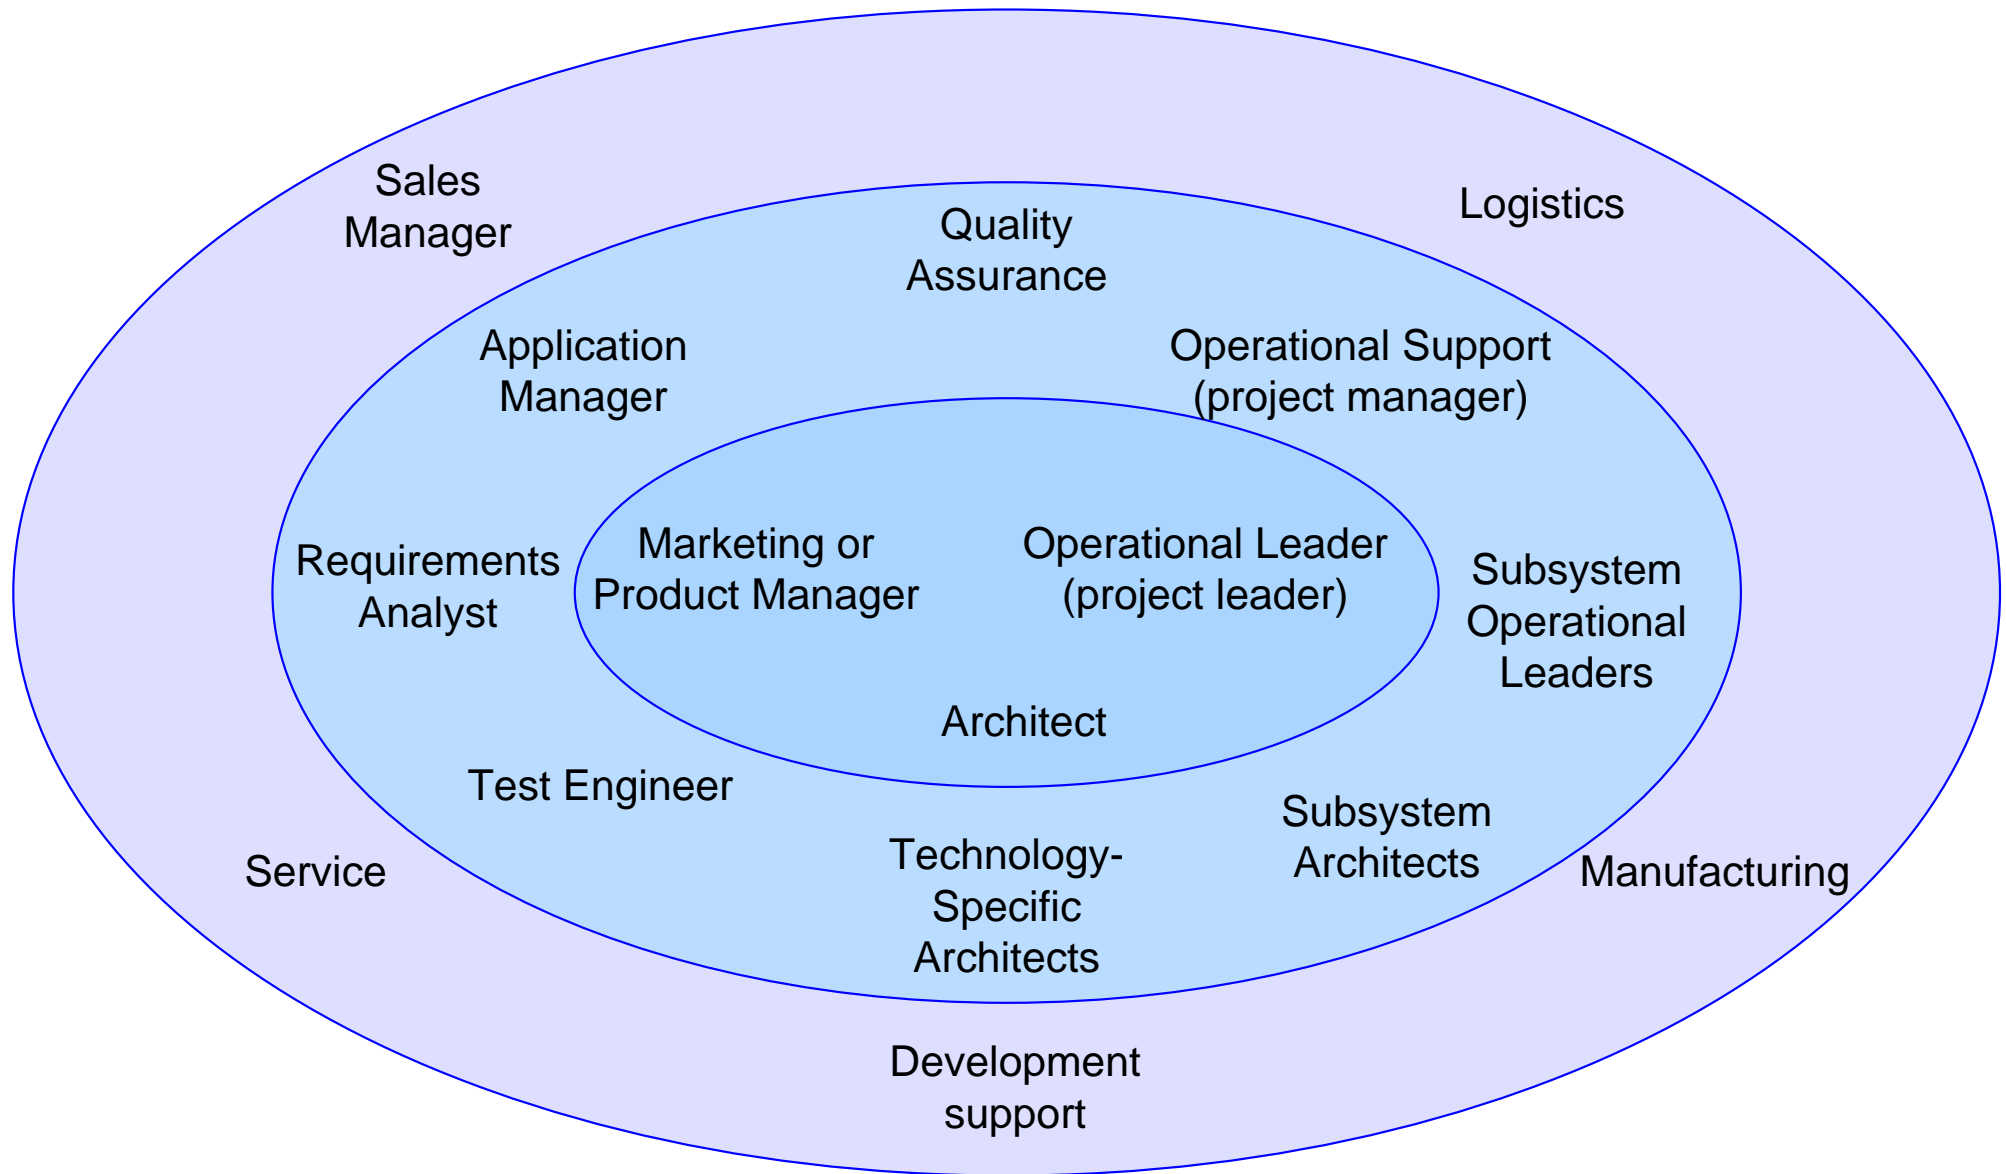 Sales
Manager
Logistics
Quality
Assurance
Application
Manager
Operational Support
(project manager)
Requirements
Analyst
Marketing or
Product Manager
Operational Leader
(project leader)
Subsystem
Operational
Leaders
Architect
Test Engineer
Subsystem
Architects
Technology-
Specific
Architects
Service
Manufacturing
Development
support